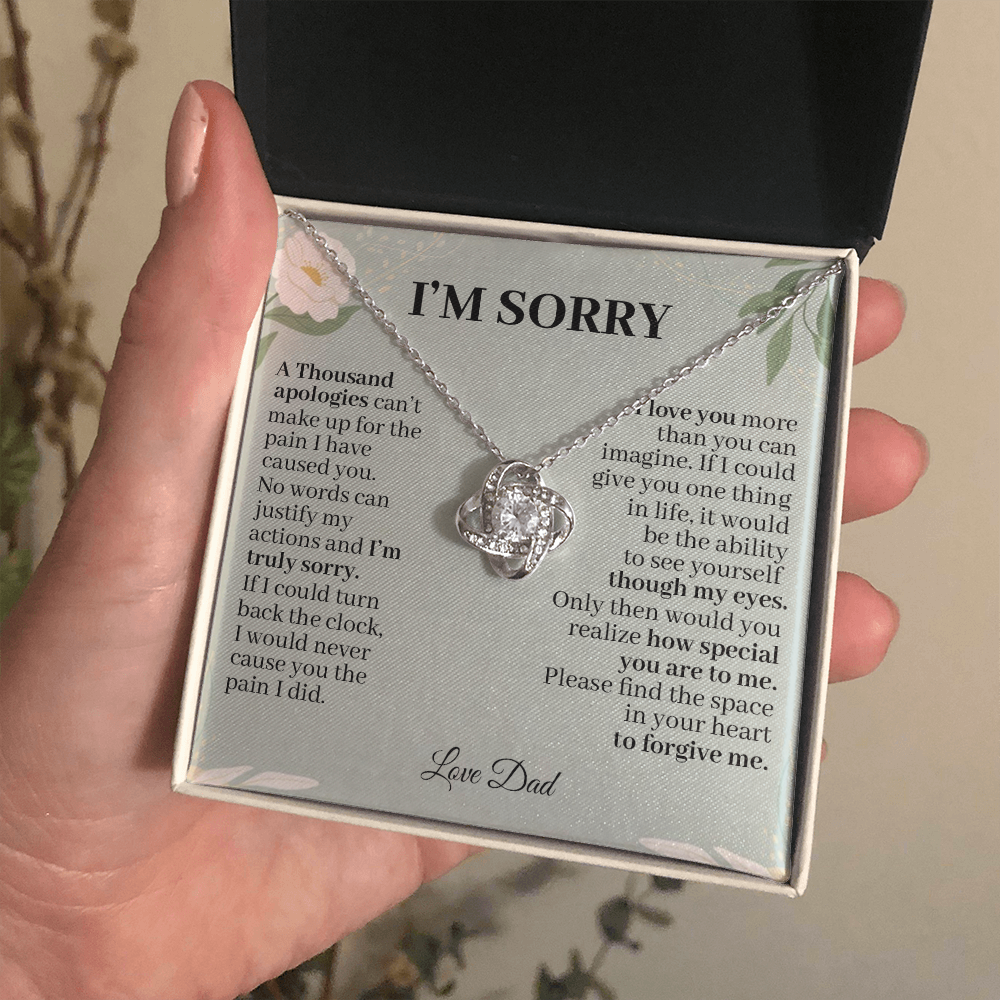 I'M SORRY
A Thousand
apologies can't
make up for the
pain I have
caused you.
No words can
justify my
actions and I'm
truly sorry.
If I could turn
back the clock,
I would never
cause you the
pain I did.
I love you more
than you can
imagine. If I could
give you one thing
in life, it would
be the ability
to see yourself
though my eyes.
Only then would you
realize how special
you are to me.
Please find the space
in your heart
to forgive me.
Love Dad